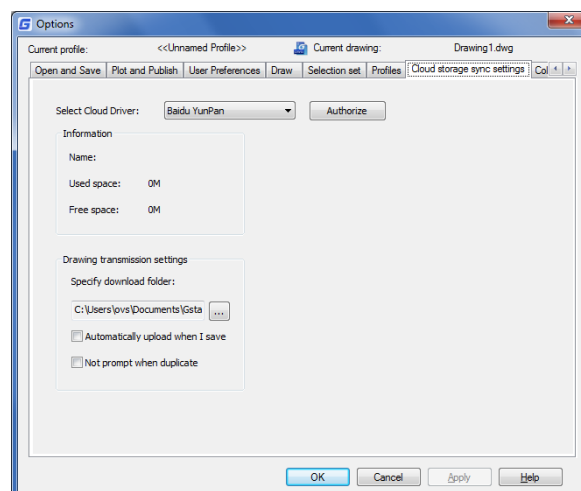 Options
Current profile: <<Unnamed Profile>> Current drawing: Drawing1.dwg
Open and Save Plot and Publish User Preferences Draw Selection set Profiles Cloud storage sync settings Col
Select Cloud Driver: Baidu YunPan Authorize
Information
Name:
Used space: 0M
Free space: 0M
Drawing transmission settings
Specify download folder:
C:\Users\ovs\Documents\Gsta ...
Automatically upload when I save
Not prompt when duplicate
OK Cancel Apply Help